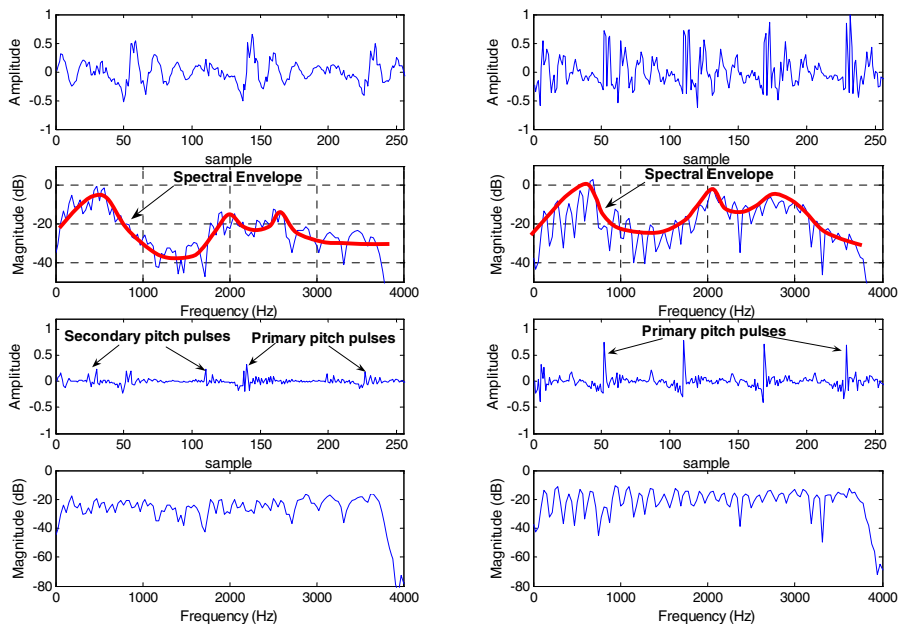 1
0.5
0
-0.5
-1
Amplitude
0 50 100 150 200 250
sample
0
-20
-40
Magnitude (dB)
Spectral Envelope
0 1000 2000 3000 4000
Frequency (Hz)
1
0.5
0
-0.5
-1
Amplitude
Secondary pitch pulses
Primary pitch pulses
0 50 100 150 200 250
sample
0
-20
-40
-60
-80
Magnitude (dB)
0 1000 2000 3000 4000
Frequency (Hz)
1
0.5
0
-0.5
-1
Amplitude
0 50 100 150 200 250
sample
0
-20
-40
Magnitude (dB)
Spectral Envelope
0 1000 2000 3000 4000
Frequency (Hz)
1
0.5
0
-0.5
-1
Amplitude
Primary pitch pulses
0 50 100 150 200 250
sample
0
-20
-40
-60
-80
Magnitude (dB)
0 1000 2000 3000 4000
Frequency (Hz)